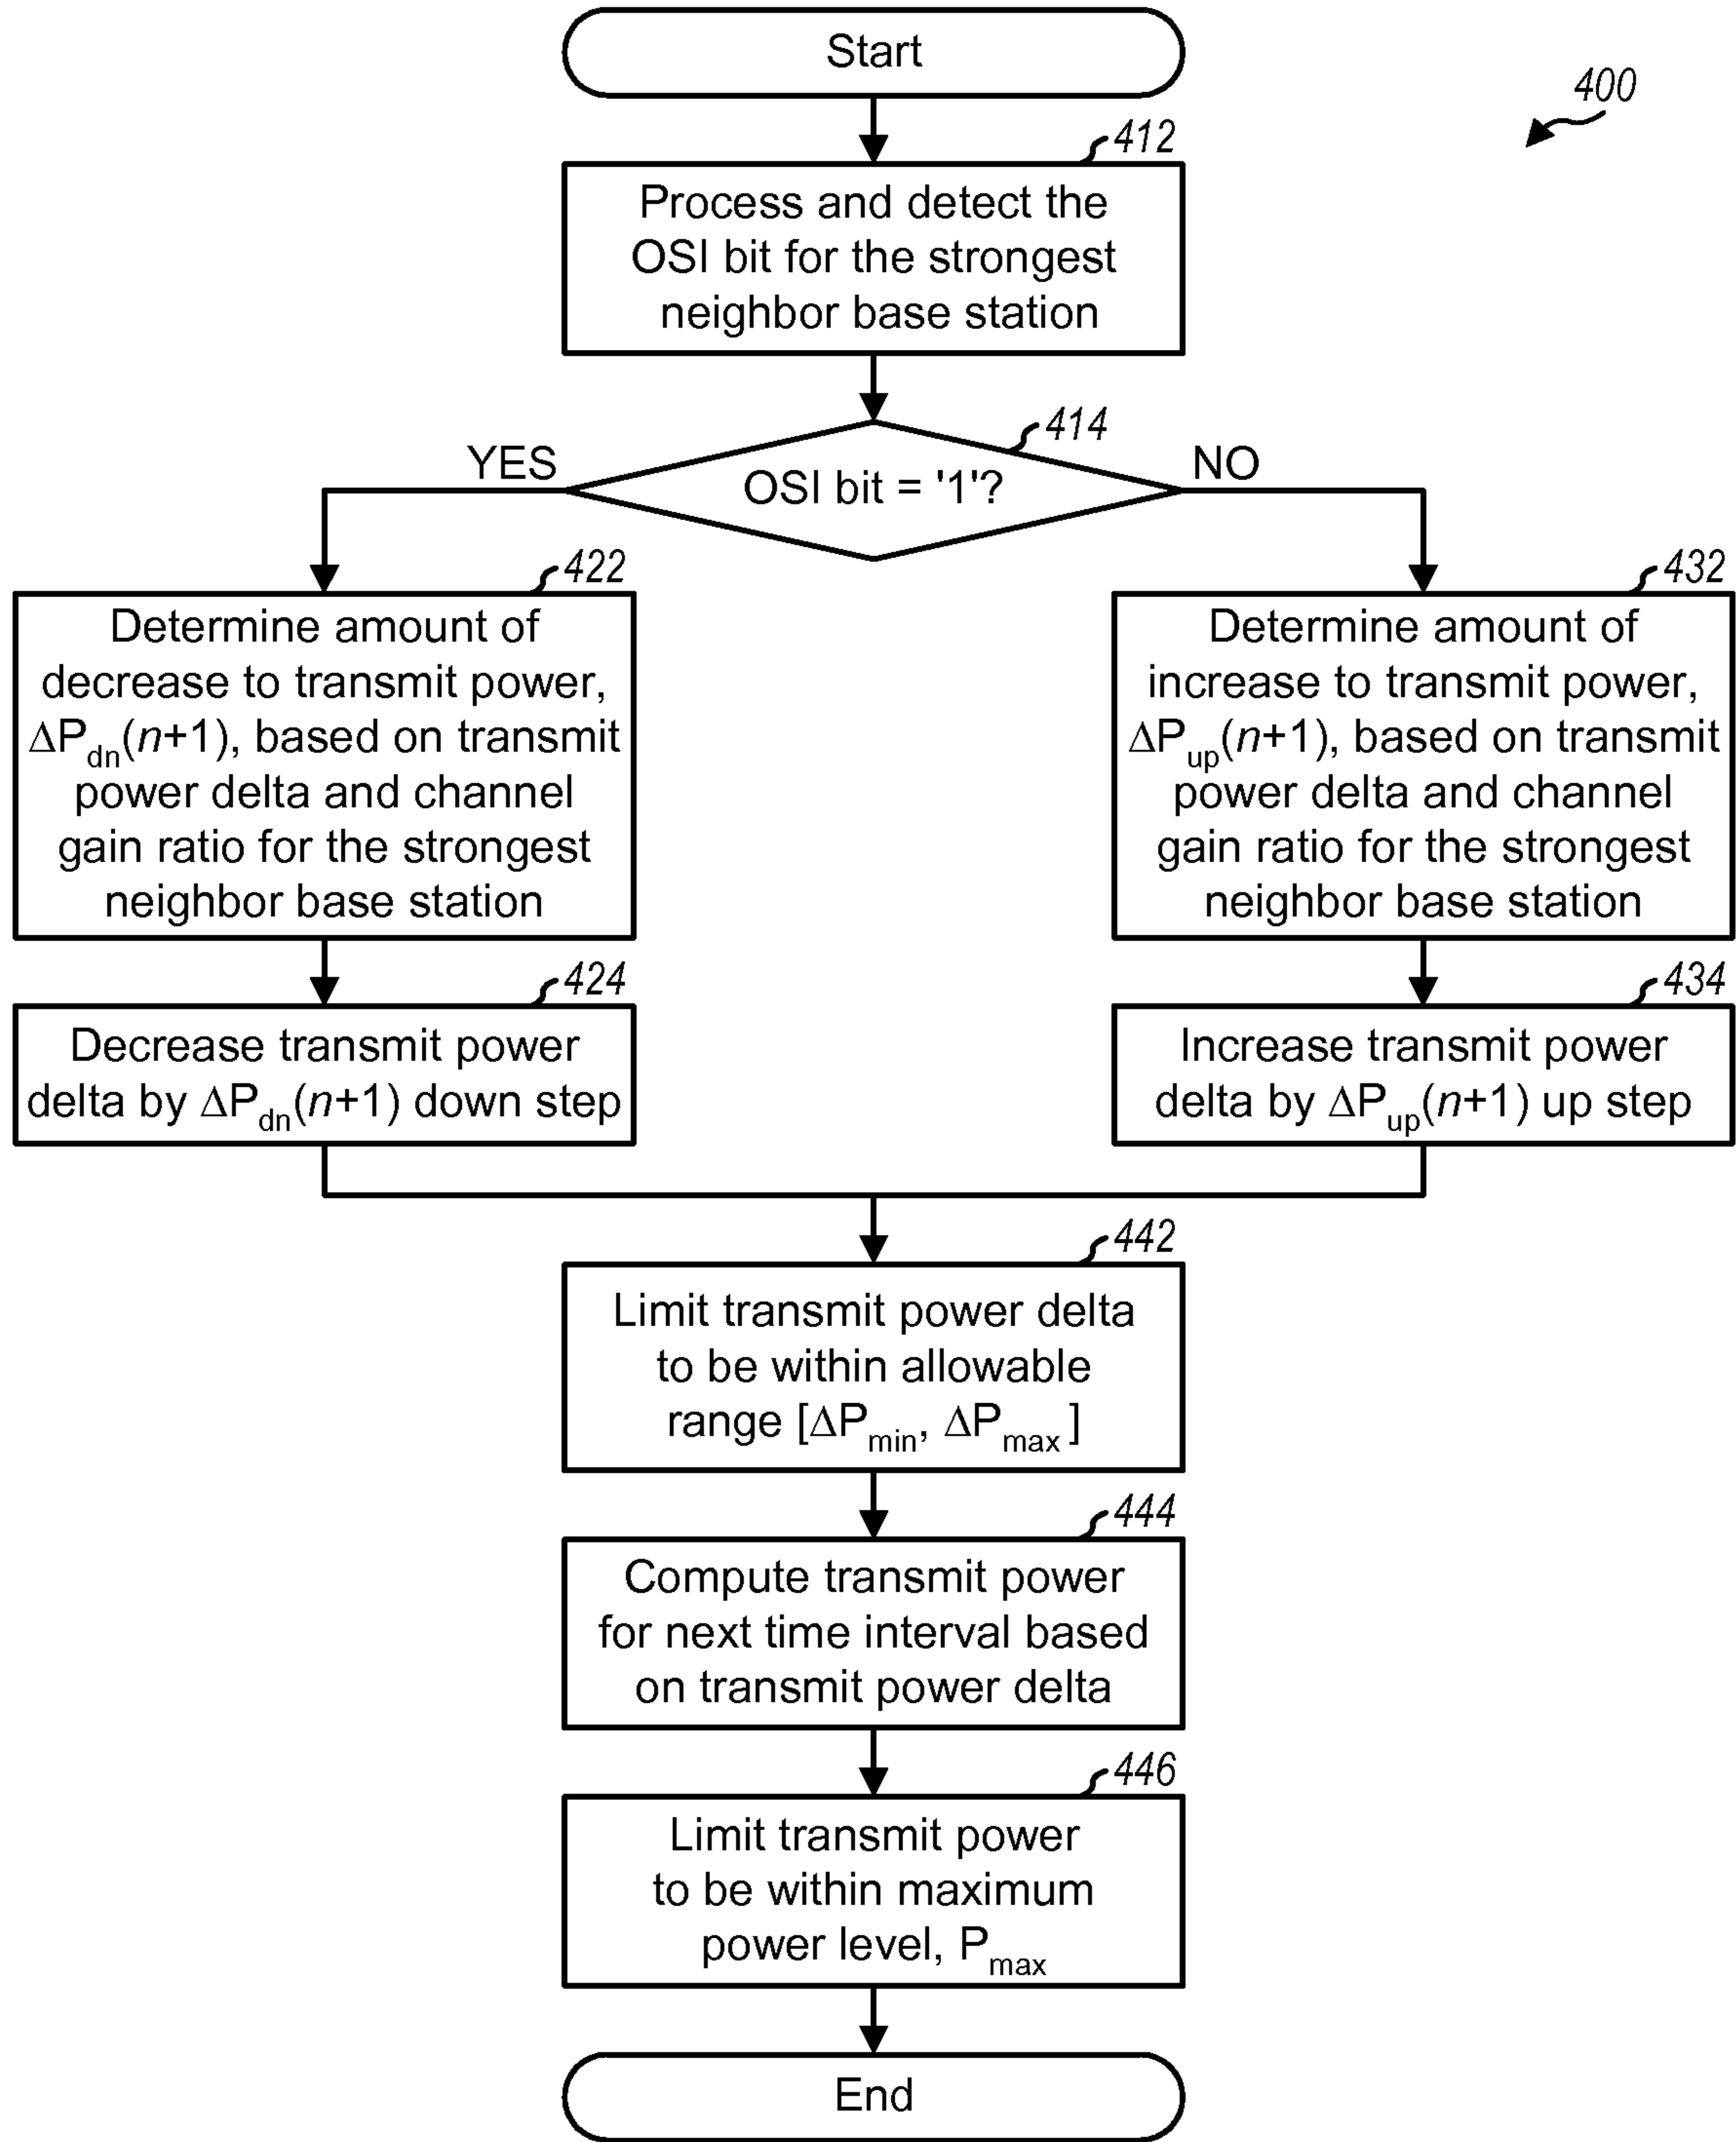 Start
400
412
Process and detect the
OSI bit for the strongest
neighbor base station
414
YES
OSI bit = '1'?
NO
422
Determine amount of
decrease to transmit power,
ΔPdn(n+1), based on transmit
power delta and channel
gain ratio for the strongest
neighbor base station
432
Determine amount of
increase to transmit power,
ΔPup(n+1), based on transmit
power delta and channel
gain ratio for the strongest
neighbor base station
424
Decrease transmit power
delta by ΔPdn(n+1) down step
434
Increase transmit power
delta by ΔPup(n+1) up step
442
Limit transmit power delta
to be within allowable
range [ΔPmin, ΔPmax ]
444
Compute transmit power
for next time interval based
on transmit power delta
446
Limit transmit power
to be within maximum
power level, Pmax
End